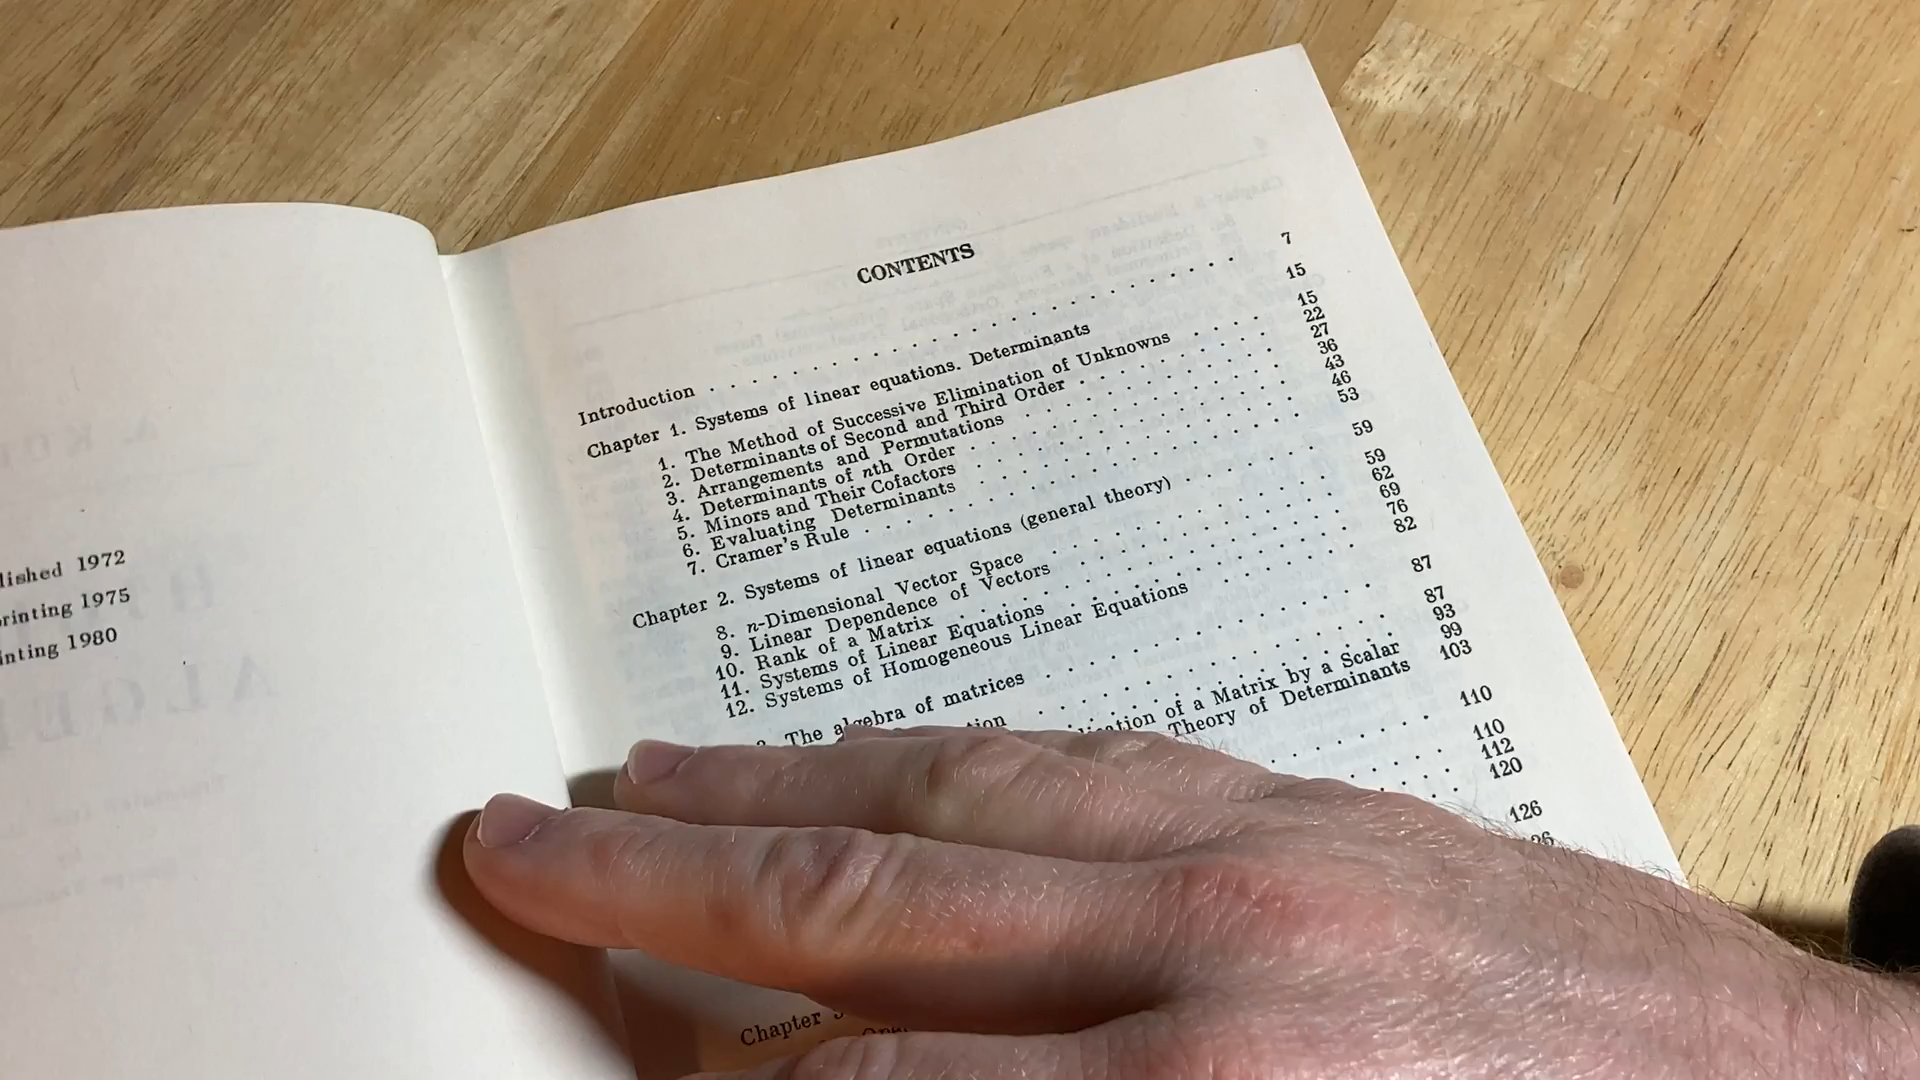 lished 1972
rinting 1975
nting 1980
CONTENTS
Introduction . . . . . . . . . . . . . . . . . . . . . . . . . . 7
Chapter 1. Systems of linear equations. Determinants 15
1. The Method of Successive Elimination of Unknowns . . . . 15
2. Determinants of Second and Third Order . . . . . . . . . 22
3. Arrangements and Permutations . . . . . . . . . . . . 27
4. Determinants of nth Order . . . . . . . . . . . . . . 36
5. Minors and Their Cofactors . . . . . . . . . . . . . . 43
6. Evaluating Determinants . . . . . . . . . . . . . . . 46
7. Cramer's Rule . . . . . . . . . . . . . . . . . . . . 53
Chapter 2. Systems of linear equations (general theory) . . . . . . 59
8. n-Dimensional Vector Space . . . . . . . . . . . . . . 59
9. Linear Dependence of Vectors . . . . . . . . . . . . . 62
10. Rank of a Matrix . . . . . . . . . . . . . . . . . . . 69
11. Systems of Linear Equations . . . . . . . . . . . . . . 76
12. Systems of Homogeneous Linear Equations . . . . . . . 82
The algebra of matrices . . . . . . . . . . . . . . . . 87
tion . . . . . . . . . . . . . . . . . 87
93
lication of a Matrix by a Scalar 99
Theory of Determinants 103
110
110
112
120
126
Chapter